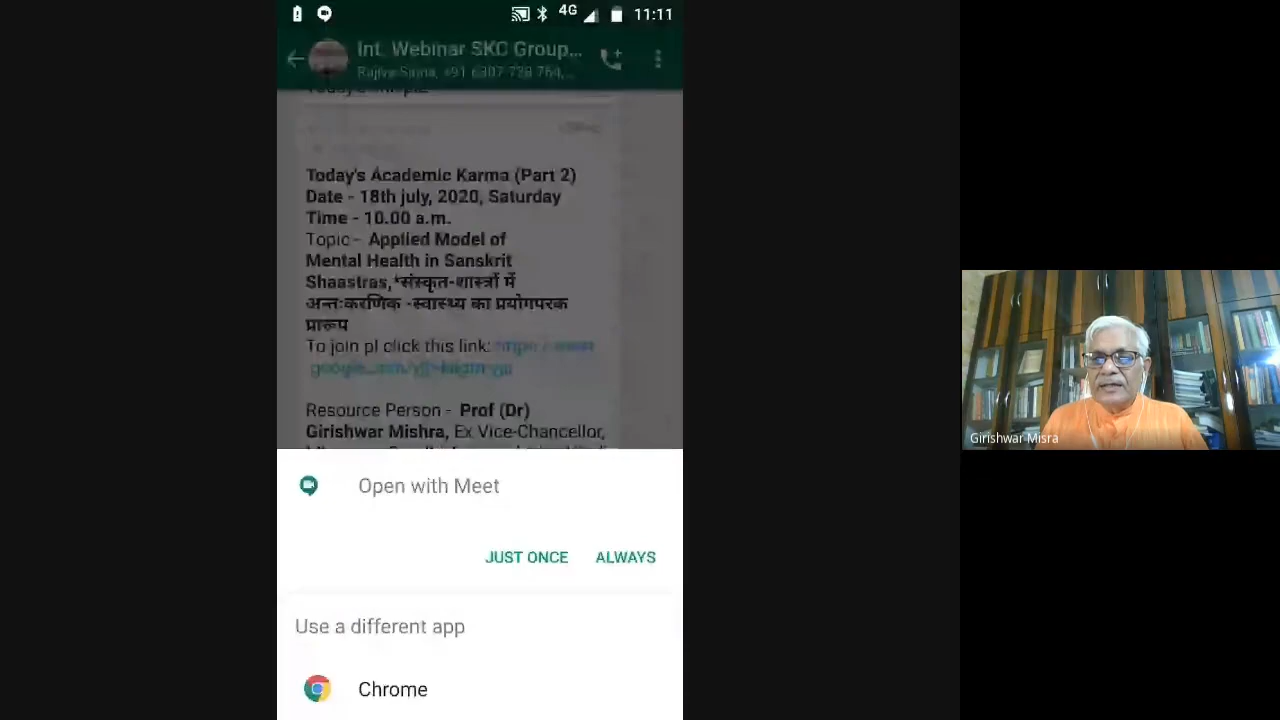 4G 11:11
Int. Webinar SKC Group...
Today's Academic Karma (Part 2)
Date - 18th july, 2020, Saturday
Time - 10.00 a.m.
Topic - Applied Model of
Mental Health in Sanskrit
Shaastras,*संस्कृत-शास्त्रों में
अन्तःकरणिक -स्वास्थ्य का प्रयोगपरक
प्रारूप
To join pl click this link:
Resource Person - Prof (Dr)
Girishwar Mishra, Ex Vice-Chancellor,
Open with Meet
JUST ONCE ALWAYS
Use a different app
Chrome
Girishwar Misra